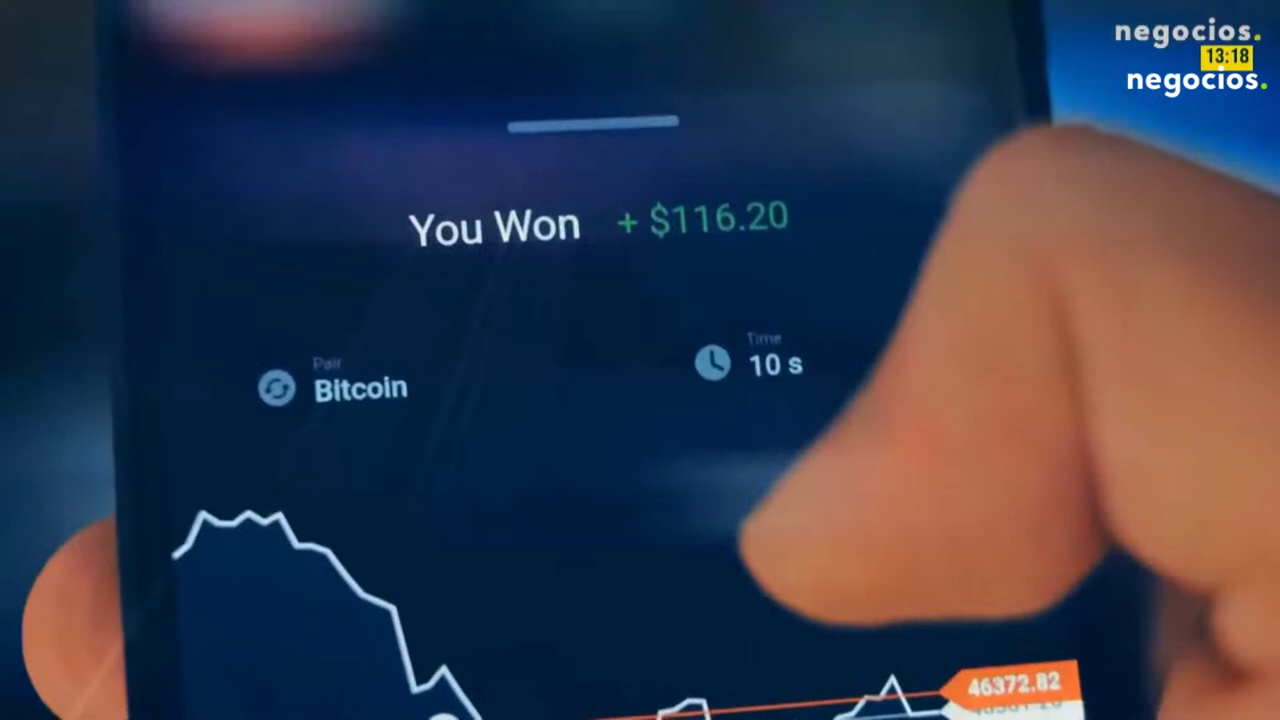 negocios.
13:18
negocios.
You Won + $116.20
Time
10 s
Pair
Bitcoin
46372.82